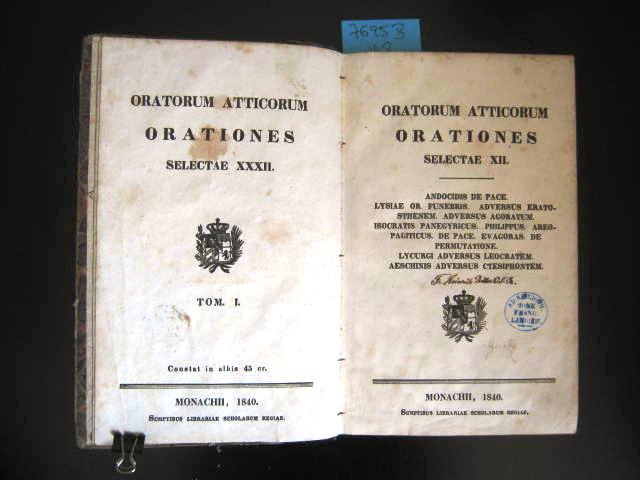 7695 B
ORATORUM ATTICORUM
ORATIONES
SELECTAE XXXII.
TOM. I.
Constat in albis 45 cr.
MONACHII, 1840.
SUMPTIBUS LIBRARIAE SCHOLARUM REGIAE.
ORATORUM ATTICORUM
ORATIONES
SELECTAE XII.
ANDOCIDIS DE PACE.
LYSIAE OR. FUNEBRIS. ADVERSUS ERATO-
STHENEM. ADVERSUS AGORATUM.
ISOCRATIS PANEGYRICUS. PHILIPPUS. AREO-
PAGITICUS. DE PACE. EVAGORAS. DE
PERMUTATIONE.
LYCURGI ADVERSUS LEOCRATEM.
AESCHINIS ADVERSUS CTESIPHONTEM.
MONACHII, 1840.
SUMPTIBUS LIBRARIAE SCHOLARUM REGIAE.